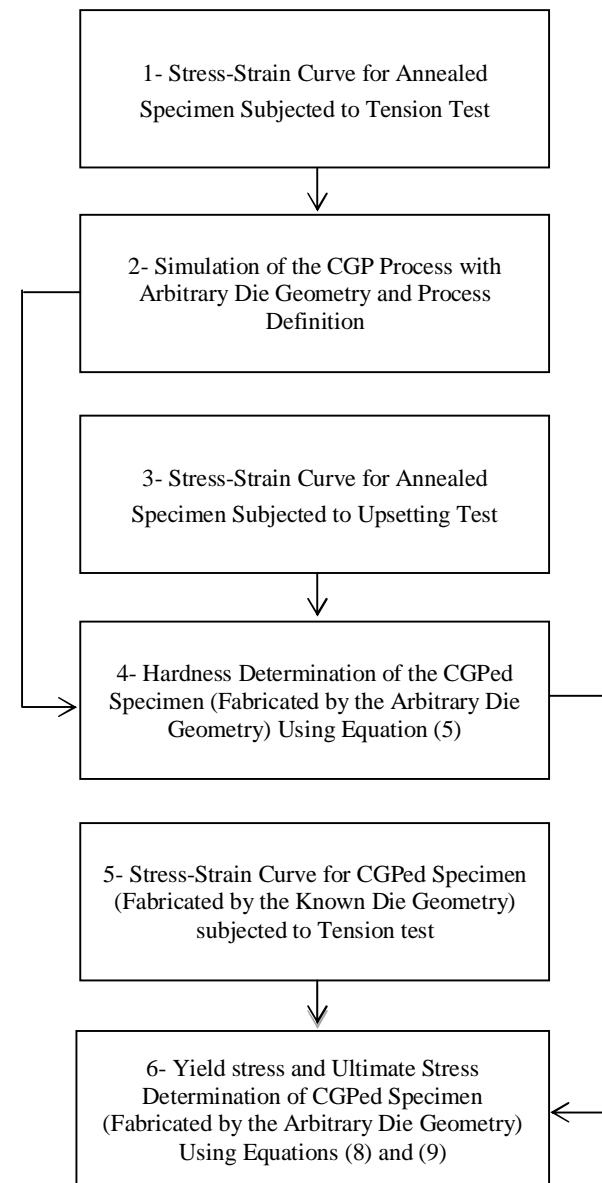 1- Stress-Strain Curve for Annealed
Specimen Subjected to Tension Test
2- Simulation of the CGP Process with
Arbitrary Die Geometry and Process
Definition
3- Stress-Strain Curve for Annealed
Specimen Subjected to Upsetting Test
4- Hardness Determination of the CGPed
Specimen (Fabricated by the Arbitrary Die
Geometry) Using Equation (5)
5- Stress-Strain Curve for CGPed Specimen
(Fabricated by the Known Die Geometry)
subjected to Tension test
6- Yield stress and Ultimate Stress
Determination of CGPed Specimen
(Fabricated by the Arbitrary Die Geometry)
Using Equations (8) and (9)